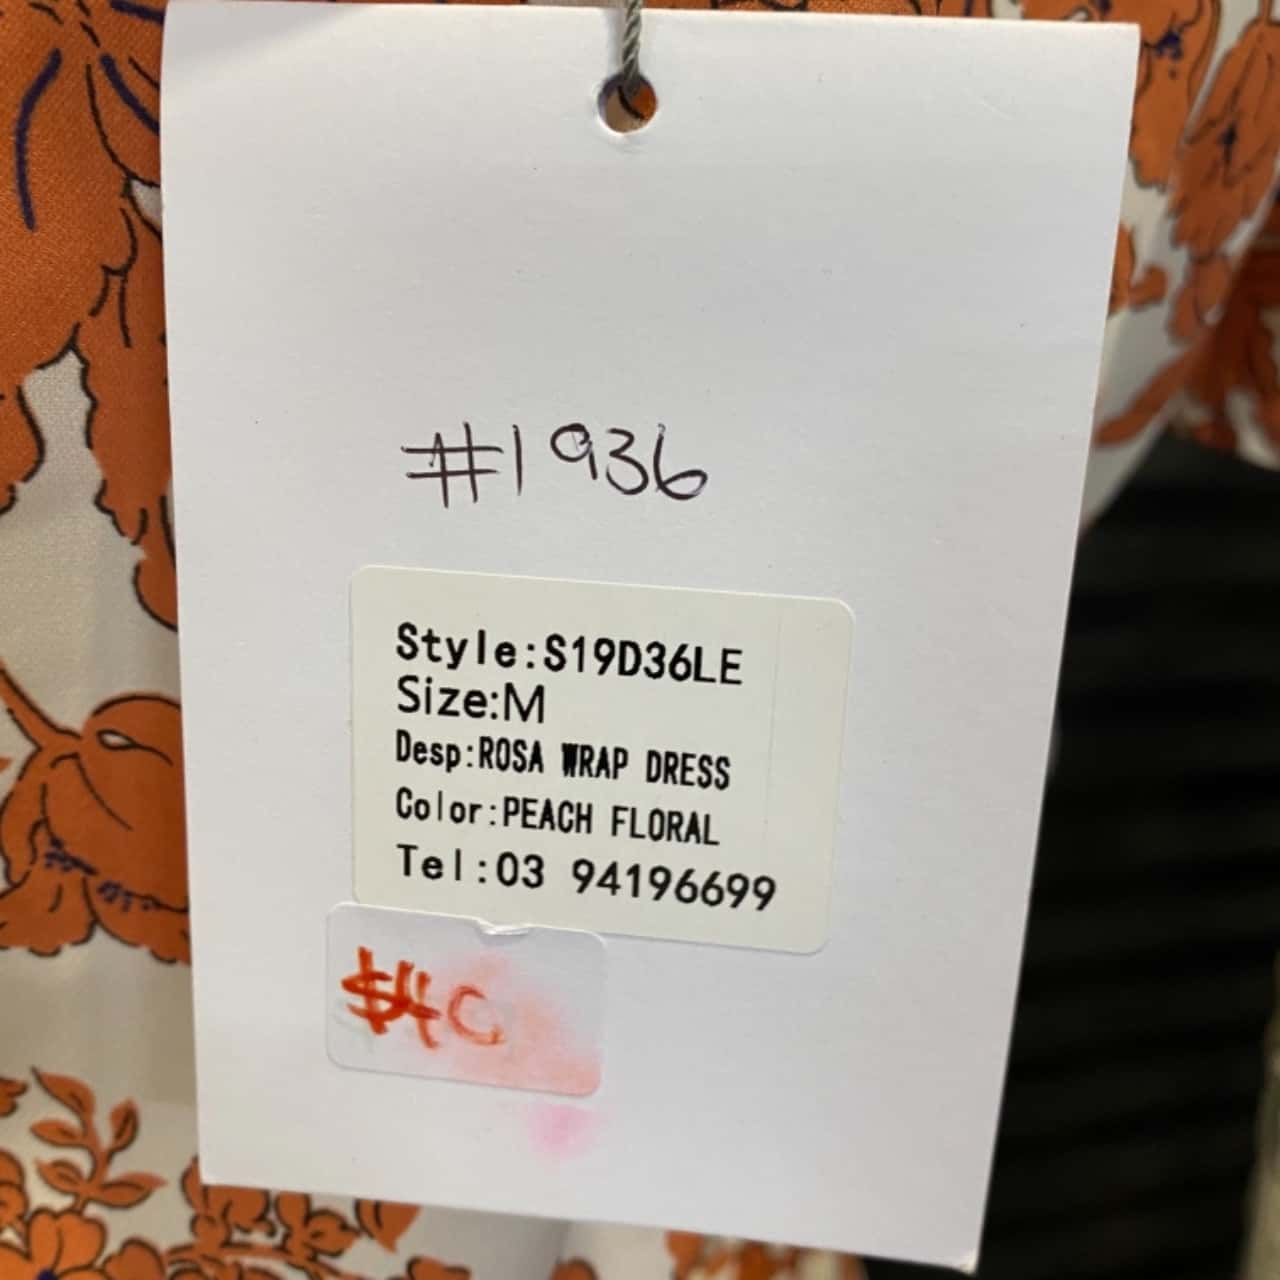 #1936
Style:S19D36LE
Size:M
Desp:ROSA WRAP DRESS
Color:PEACH FLORAL
Tel:03 94196699
$40